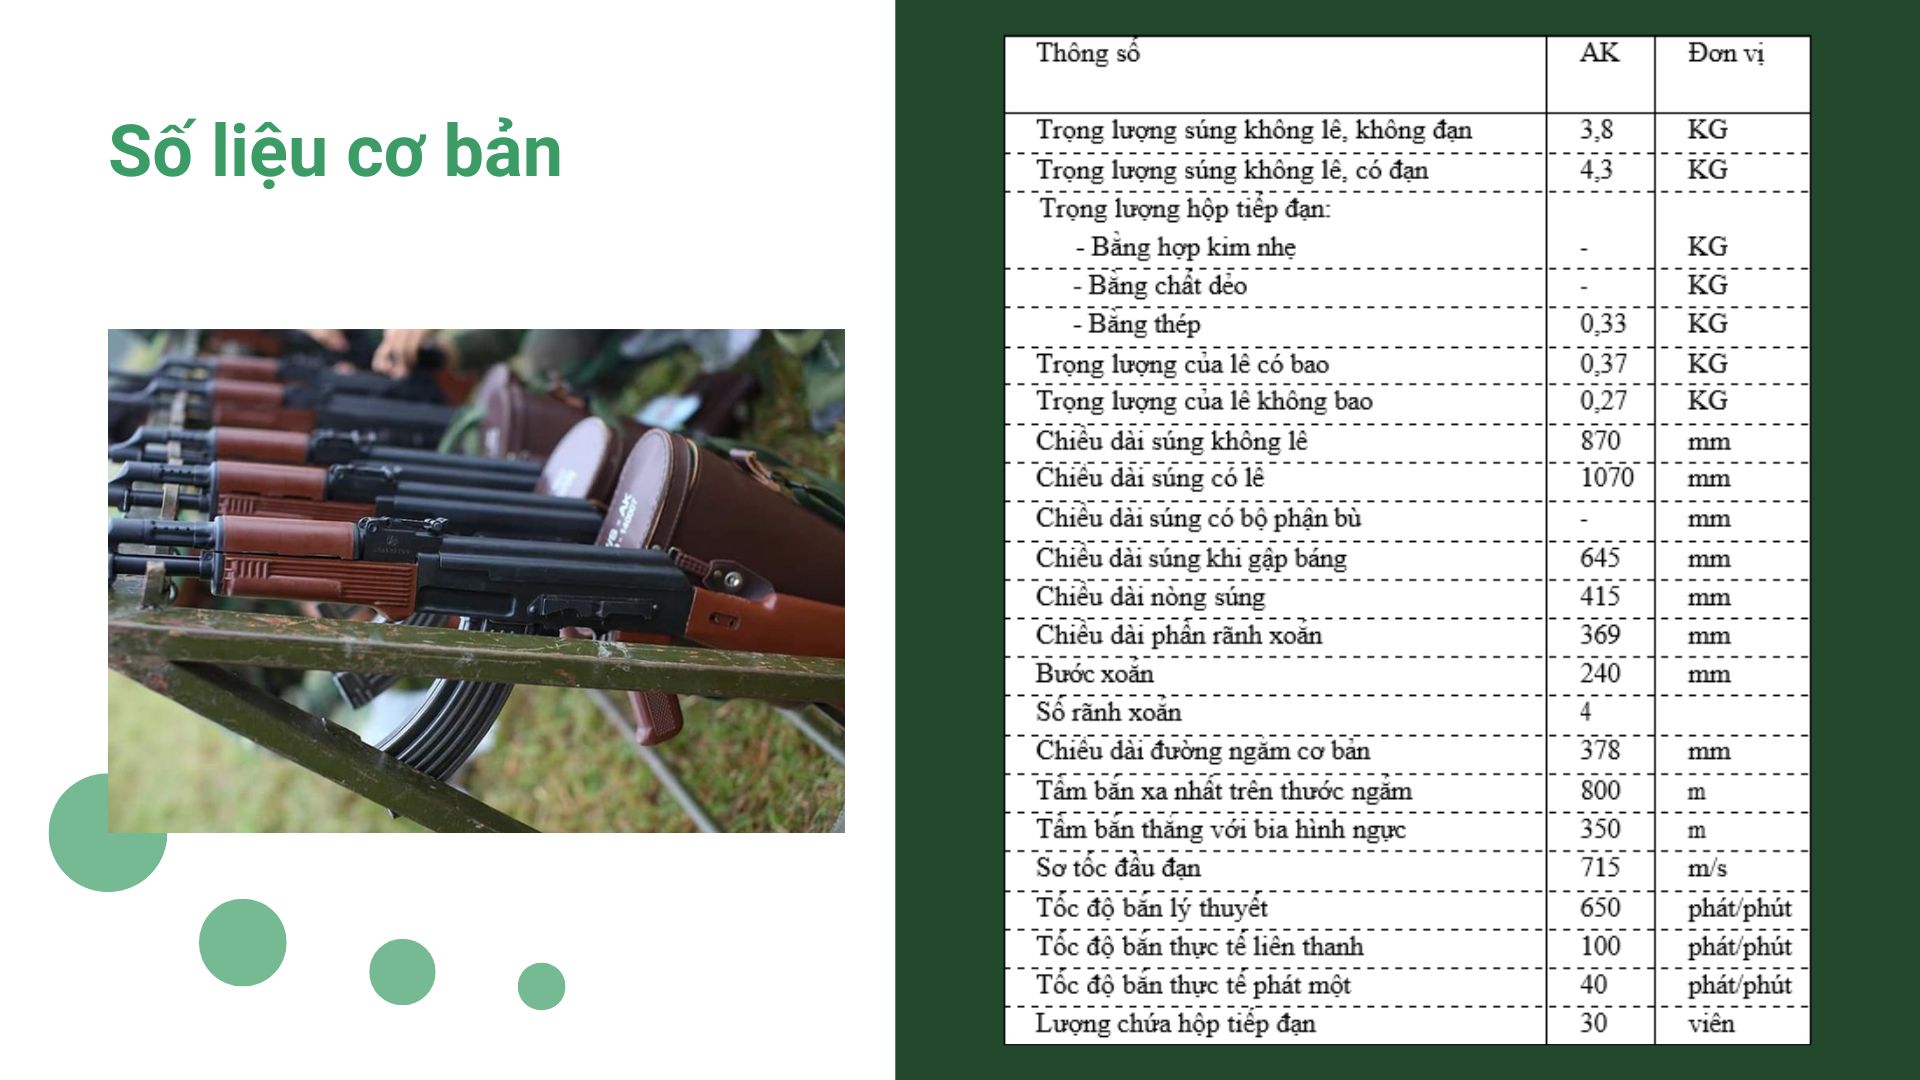 Số liệu cơ bản
Thông số AK Đơn vị
Trọng lượng súng không lê, không đạn 3,8 KG
Trọng lượng súng không lê, có đạn 4,3 KG
Trọng lượng hộp tiếp đạn:
- Bằng hợp kim nhẹ - KG
- Bằng chất dẻo - KG
- Bằng thép 0,33 KG
Trọng lượng của lê có bao 0,37 KG
Trọng lượng của lê không bao 0,27 KG
Chiều dài súng không lê 870 mm
Chiều dài súng có lê 1070 mm
Chiều dài súng có bộ phận bù - mm
Chiều dài súng khi gập báng 645 mm
Chiều dài nòng súng 415 mm
Chiều dài phần rãnh xoắn 369 mm
Bước xoắn 240 mm
Số rãnh xoắn 4
Chiều dài đường ngắm cơ bản 378 mm
Tầm bắn xa nhất trên thước ngắm 800 m
Tầm bắn thẳng với bia hình ngực 350 m
Sơ tốc đầu đạn 715 m/s
Tốc độ bắn lý thuyết 650 phát/phút
Tốc độ bắn thực tế liên thanh 100 phát/phút
Tốc độ bắn thực tế phát một 40 phát/phút
Lượng chứa hộp tiếp đạn 30 viên